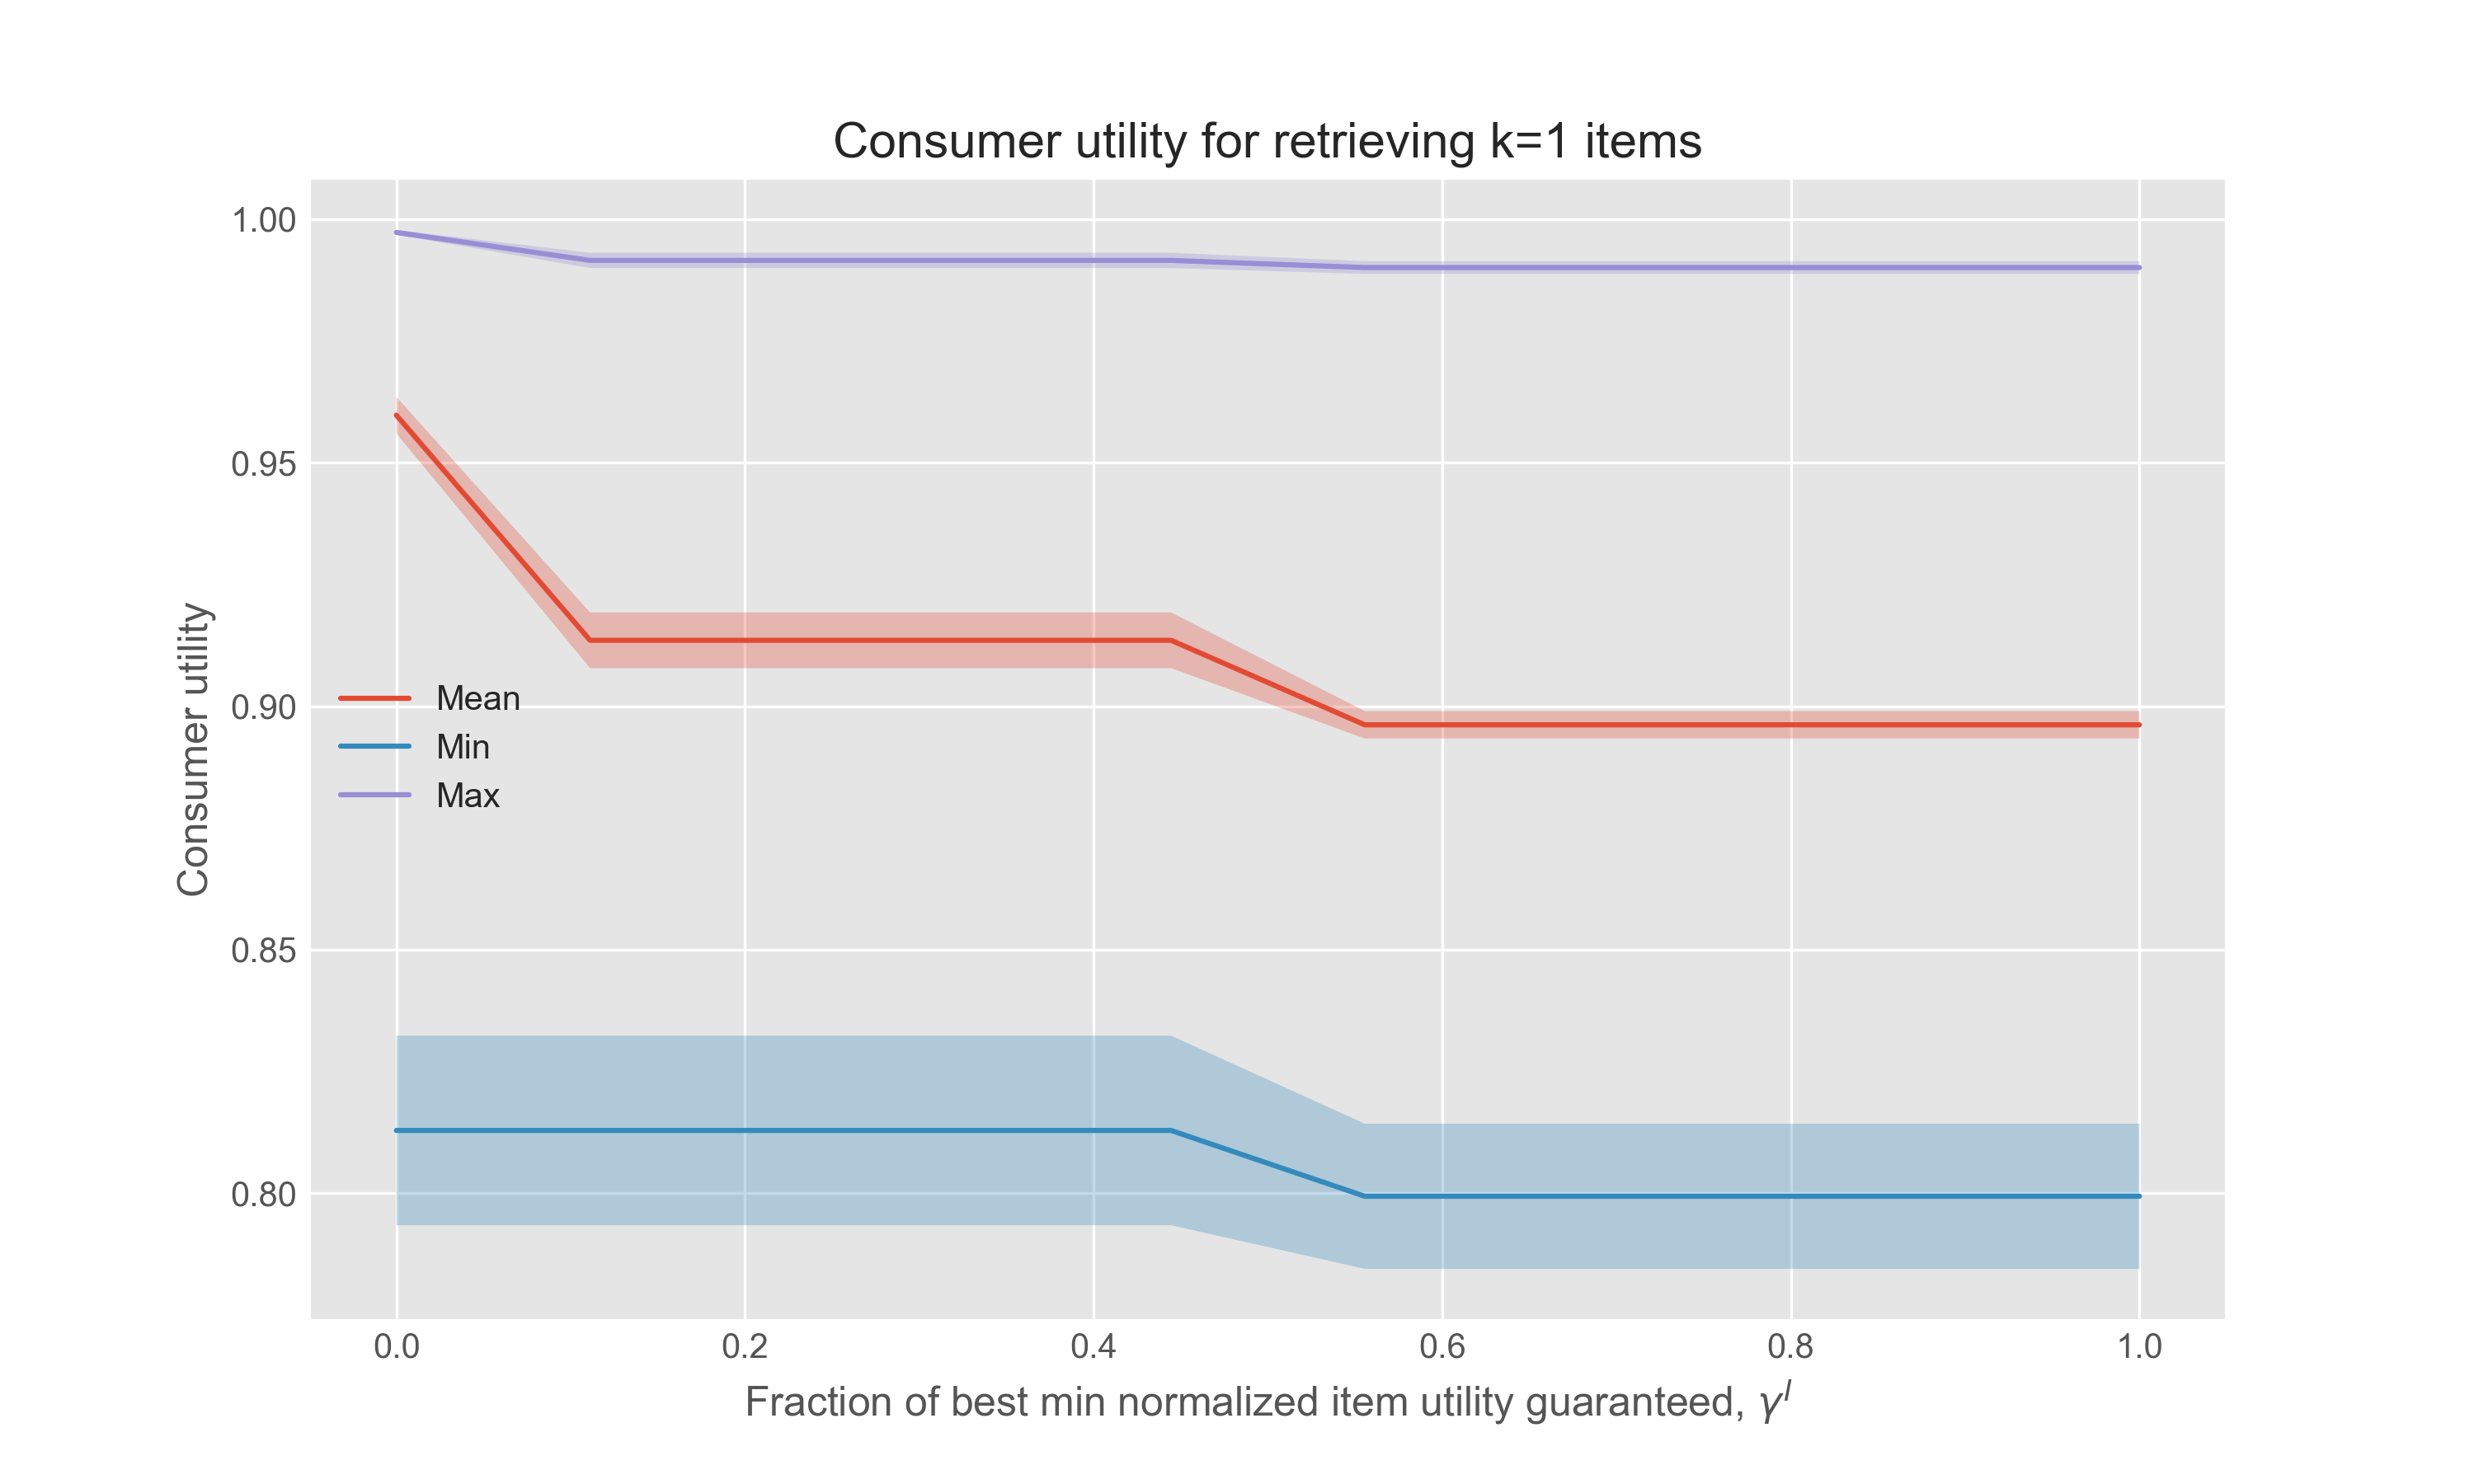 Consumer utility for retrieving k=1 items
Consumer utility
1.00
0.95
0.90
0.85
0.80
Mean
Min
Max
0.0 0.2 0.4 0.6 0.8 1.0
Fraction of best min normalized item utility guaranteed, γ^I